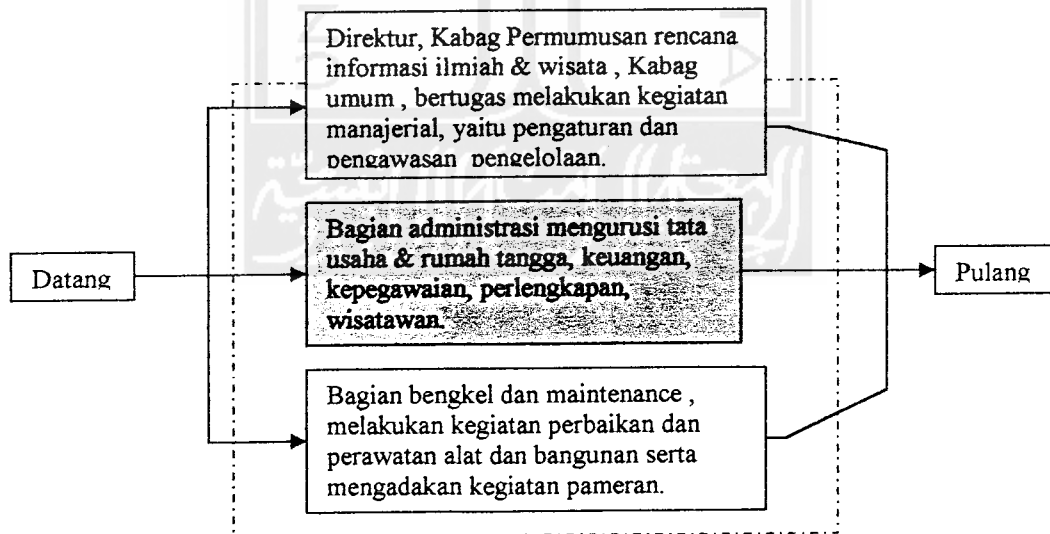 Direktur, Kabag Permumusan rencana
informasi ilmiah & wisata , Kabag
umum , bertugas melakukan kegiatan
manajerial, yaitu pengaturan dan
pengawasan pengelolaan.
Bagian administrasi mengurusi tata
usaha & rumah tangga, keuangan,
kepegawaian, perlengkapan,
wisatawan.
Datang
Pulang
Bagian bengkel dan maintenance ,
melakukan kegiatan perbaikan dan
perawatan alat dan bangunan serta
mengadakan kegiatan pameran.